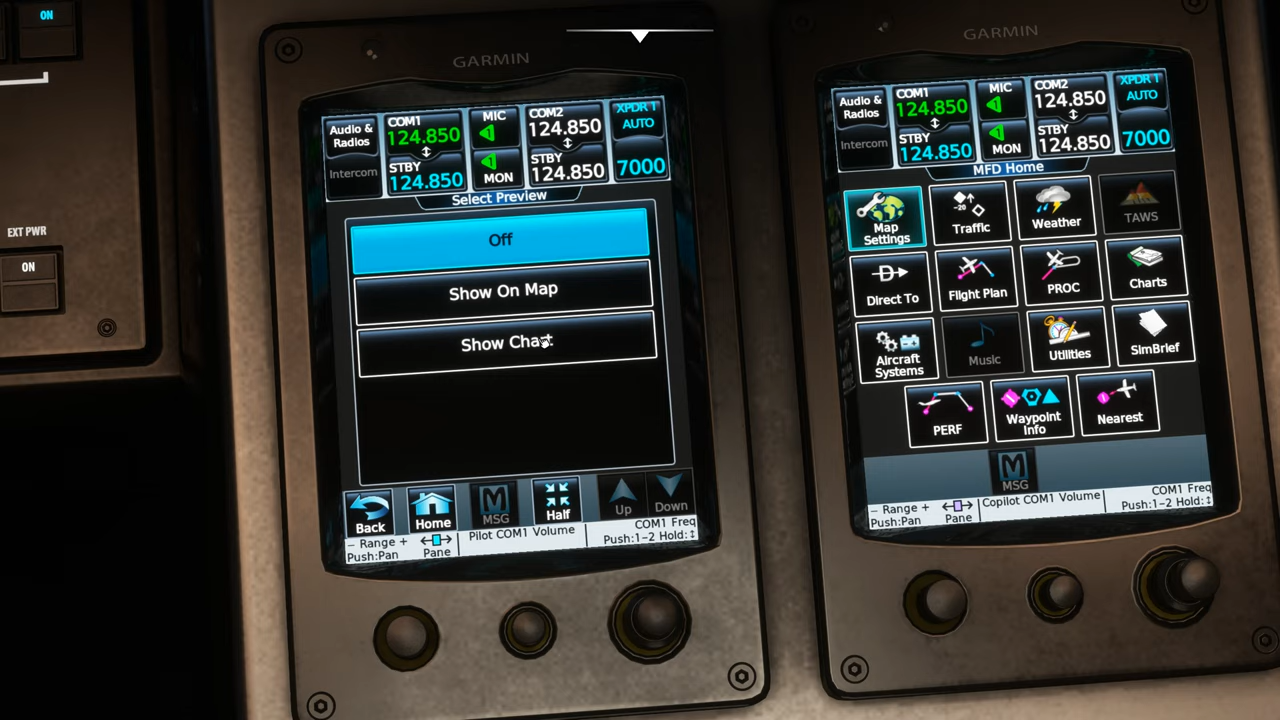 ON
EXT PWR
ON
GARMIN
Audio &
Radios
Intercom
COM1
124.850
STBY
124.850
MIC
MON
COM2
124.850
STBY
124.850
XPDR 1
AUTO
7000
Select Preview
Off
Show On Map
Show Chart
Back
Home
MSG
Half
Up
Down
− Range +
Push:Pan
Pane
Pilot COM1 Volume
COM1 Freq
Push:1–2 Hold:↕
GARMIN
Audio &
Radios
Intercom
COM1
124.850
STBY
124.850
MIC
MON
COM2
124.850
STBY
124.850
XPDR 1
AUTO
7000
MFD Home
Map
Settings
Traffic
Weather
TAWS
Direct To
Flight Plan
PROC
Charts
Aircraft
Systems
Music
Utilities
SimBrief
PERF
Waypoint
Info
Nearest
MSG
− Range +
Push:Pan
Pane
Copilot COM1 Volume
COM1 Freq
Push:1–2 Hold:↕